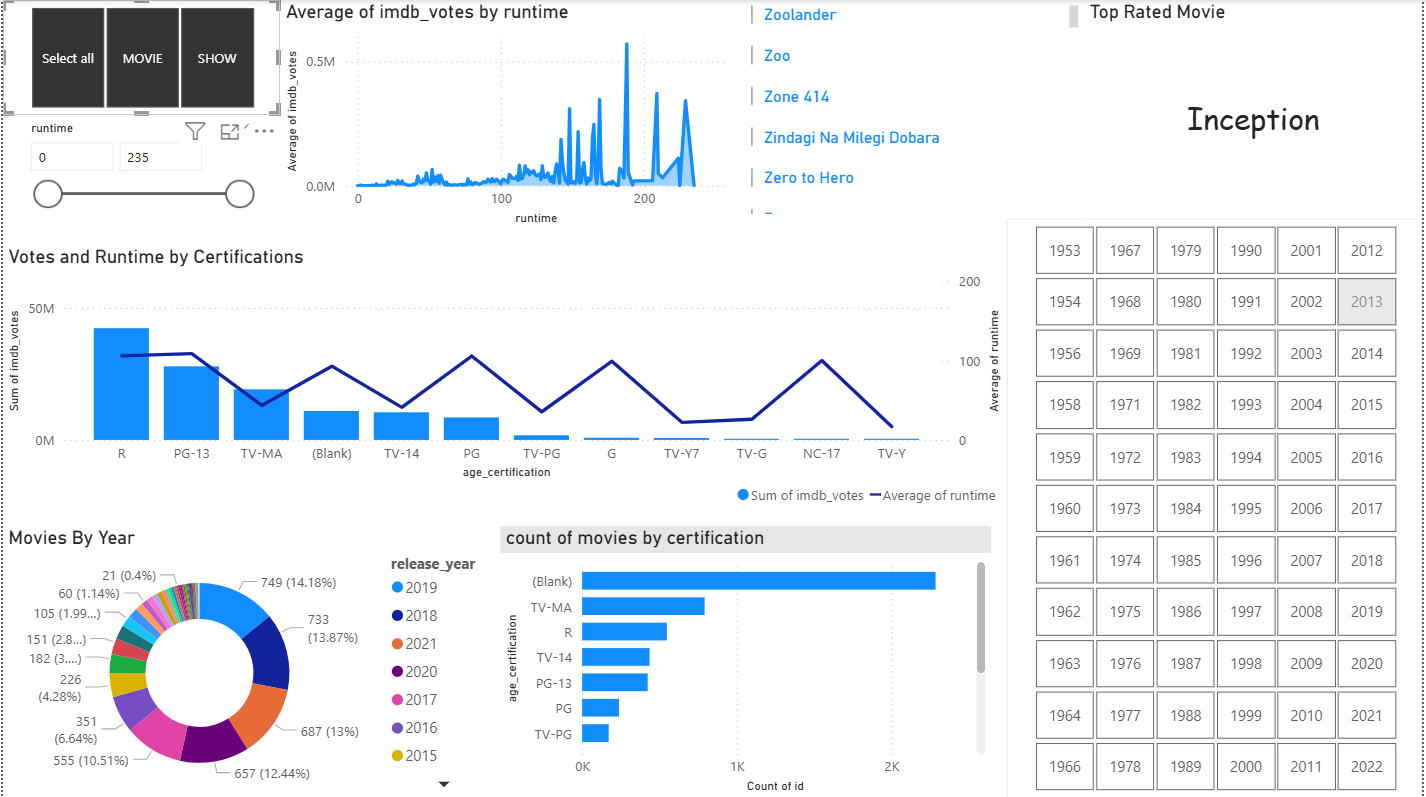 Select all
MOVIE
SHOW
runtime
0
235
Average of imdb_votes by runtime
Average of imdb_votes
0.5M
0.0M
0
100
200
runtime
Zoolander
Zoo
Zone 414
Zindagi Na Milegi Dobara
Zero to Hero
Top Rated Movie
Inception
Votes and Runtime by Certifications
Sum of imdb_votes
50M
0M
200
100
0
Average of runtime
R
PG-13
TV-MA
(Blank)
TV-14
PG
TV-PG
G
TV-Y7
TV-G
NC-17
TV-Y
age_certification
Sum of imdb_votes
Average of runtime
1953 1967 1979 1990 2001 2012
1954 1968 1980 1991 2002 2013
1956 1969 1981 1992 2003 2014
1958 1971 1982 1993 2004 2015
1959 1972 1983 1994 2005 2016
1960 1973 1984 1995 2006 2017
1961 1974 1985 1996 2007 2018
1962 1975 1986 1997 2008 2019
1963 1976 1987 1998 2009 2020
1964 1977 1988 1999 2010 2021
1966 1978 1989 2000 2011 2022
Movies By Year
21 (0.4%)
60 (1.14%)
105 (1.99...)
151 (2.8...)
182 (3....)
226
(4.28%)
351
(6.64%)
555 (10.51%)
749 (14.18%)
733
(13.87%)
687 (13%)
657 (12.44%)
release_year
2019
2018
2021
2020
2017
2016
2015
count of movies by certification
age_certification
(Blank)
TV-MA
R
TV-14
PG-13
PG
TV-PG
0K
1K
2K
Count of id